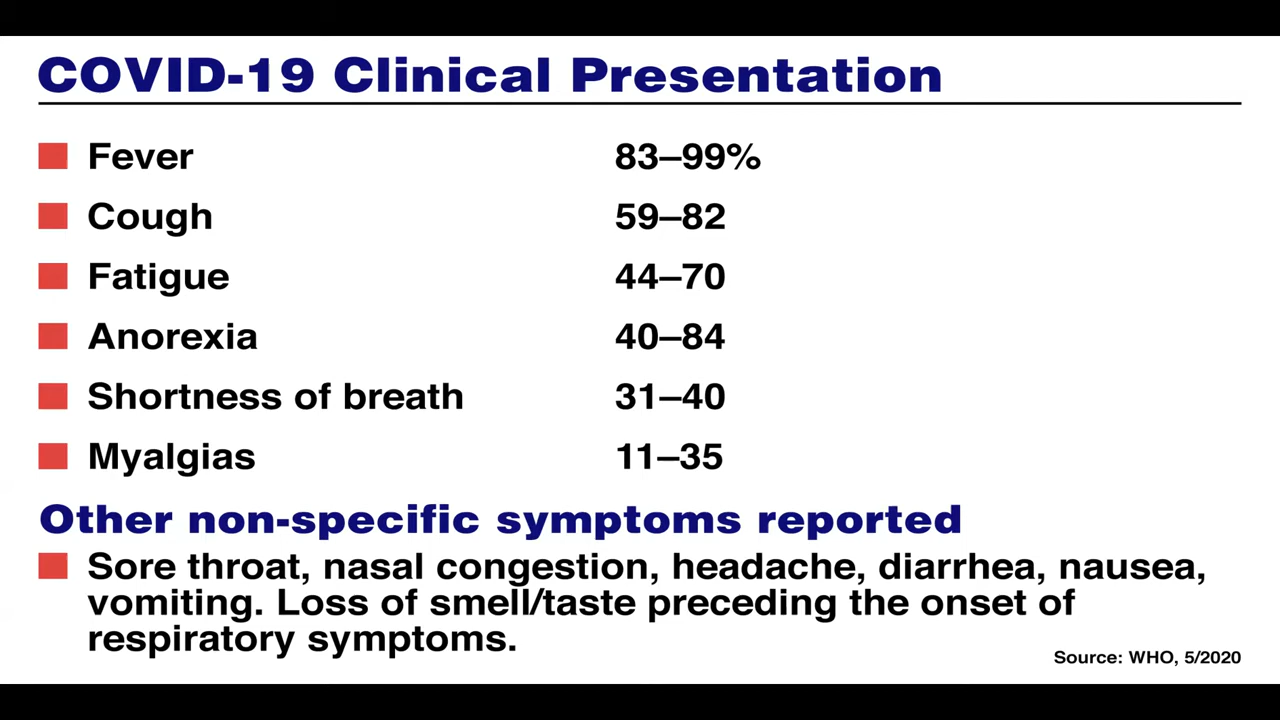 COVID-19 Clinical Presentation
Fever 83–99%
Cough 59–82
Fatigue 44–70
Anorexia 40–84
Shortness of breath 31–40
Myalgias 11–35
Other non-specific symptoms reported
Sore throat, nasal congestion, headache, diarrhea, nausea,
vomiting. Loss of smell/taste preceding the onset of
respiratory symptoms.
Source: WHO, 5/2020